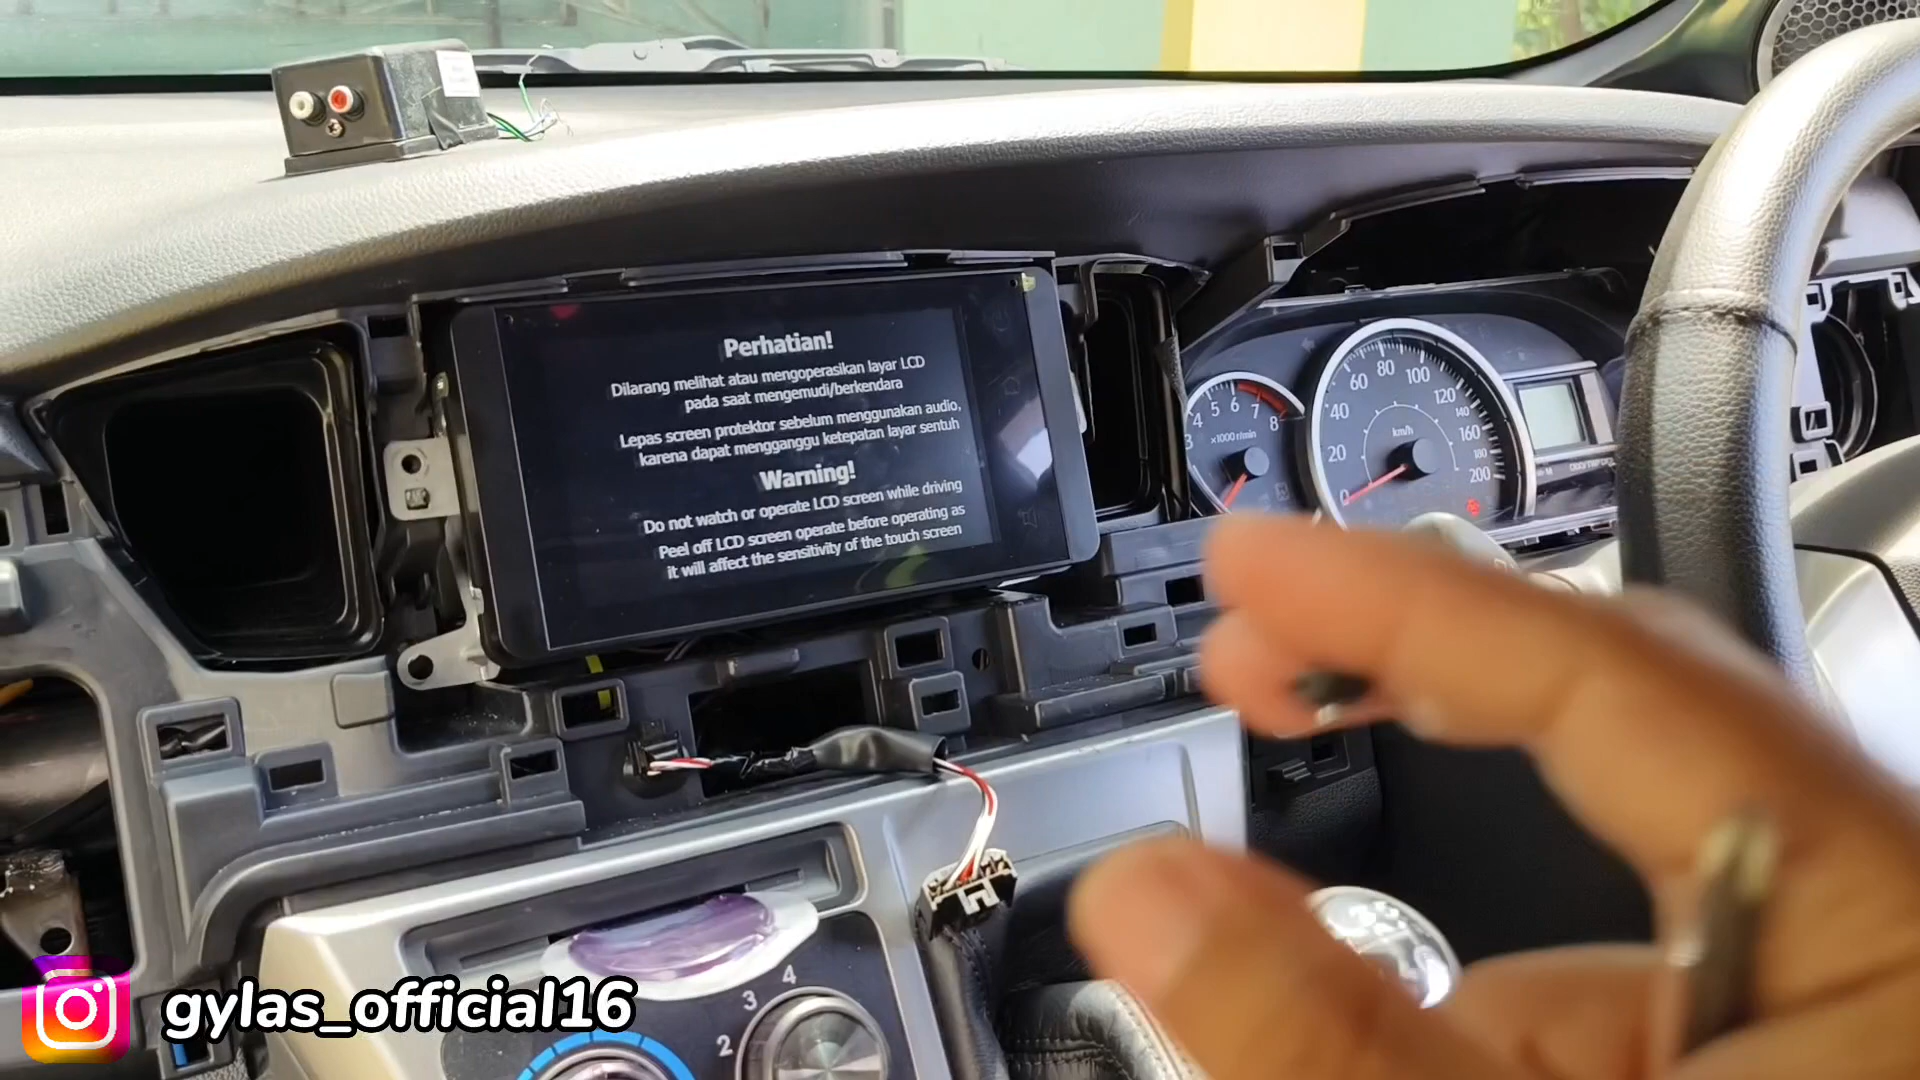 Perhatian!
Dilarang melihat atau mengoperasikan layar LCD
pada saat mengemudi/berkendara
Lepas screen protektor sebelum menggunakan audio,
karena dapat mengganggu ketepatan layar sentuh
Warning!
Do not watch or operate LCD screen while driving
Peel off LCD screen operate before operating as
it will affect the sensitivity of the touch screen
3 4 5 6 7 8
×1000 r/min
0 20 40 60 80 100 120 140 160 180 200
km/h
2 3 4
gylas_official16